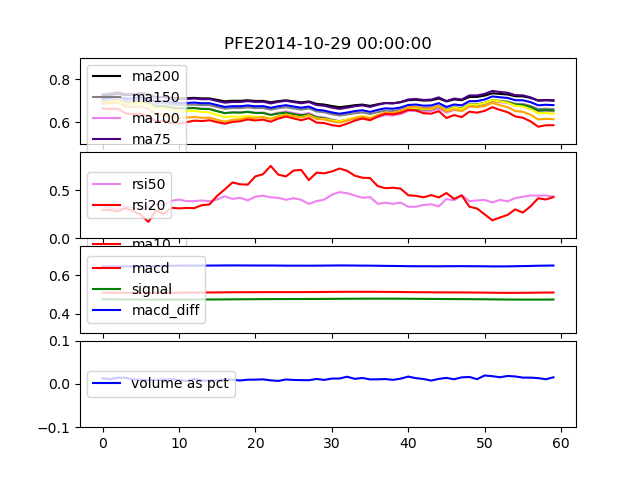 PFE2014-10-29 00:00:00
0.8
0.6
ma200
ma150
ma100
ma75
0.5
0.0
rsi50
rsi20
ma10
0.6
0.4
macd
signal
macd_diff
0.1
0.0
−0.1
volume as pct
0 10 20 30 40 50 60